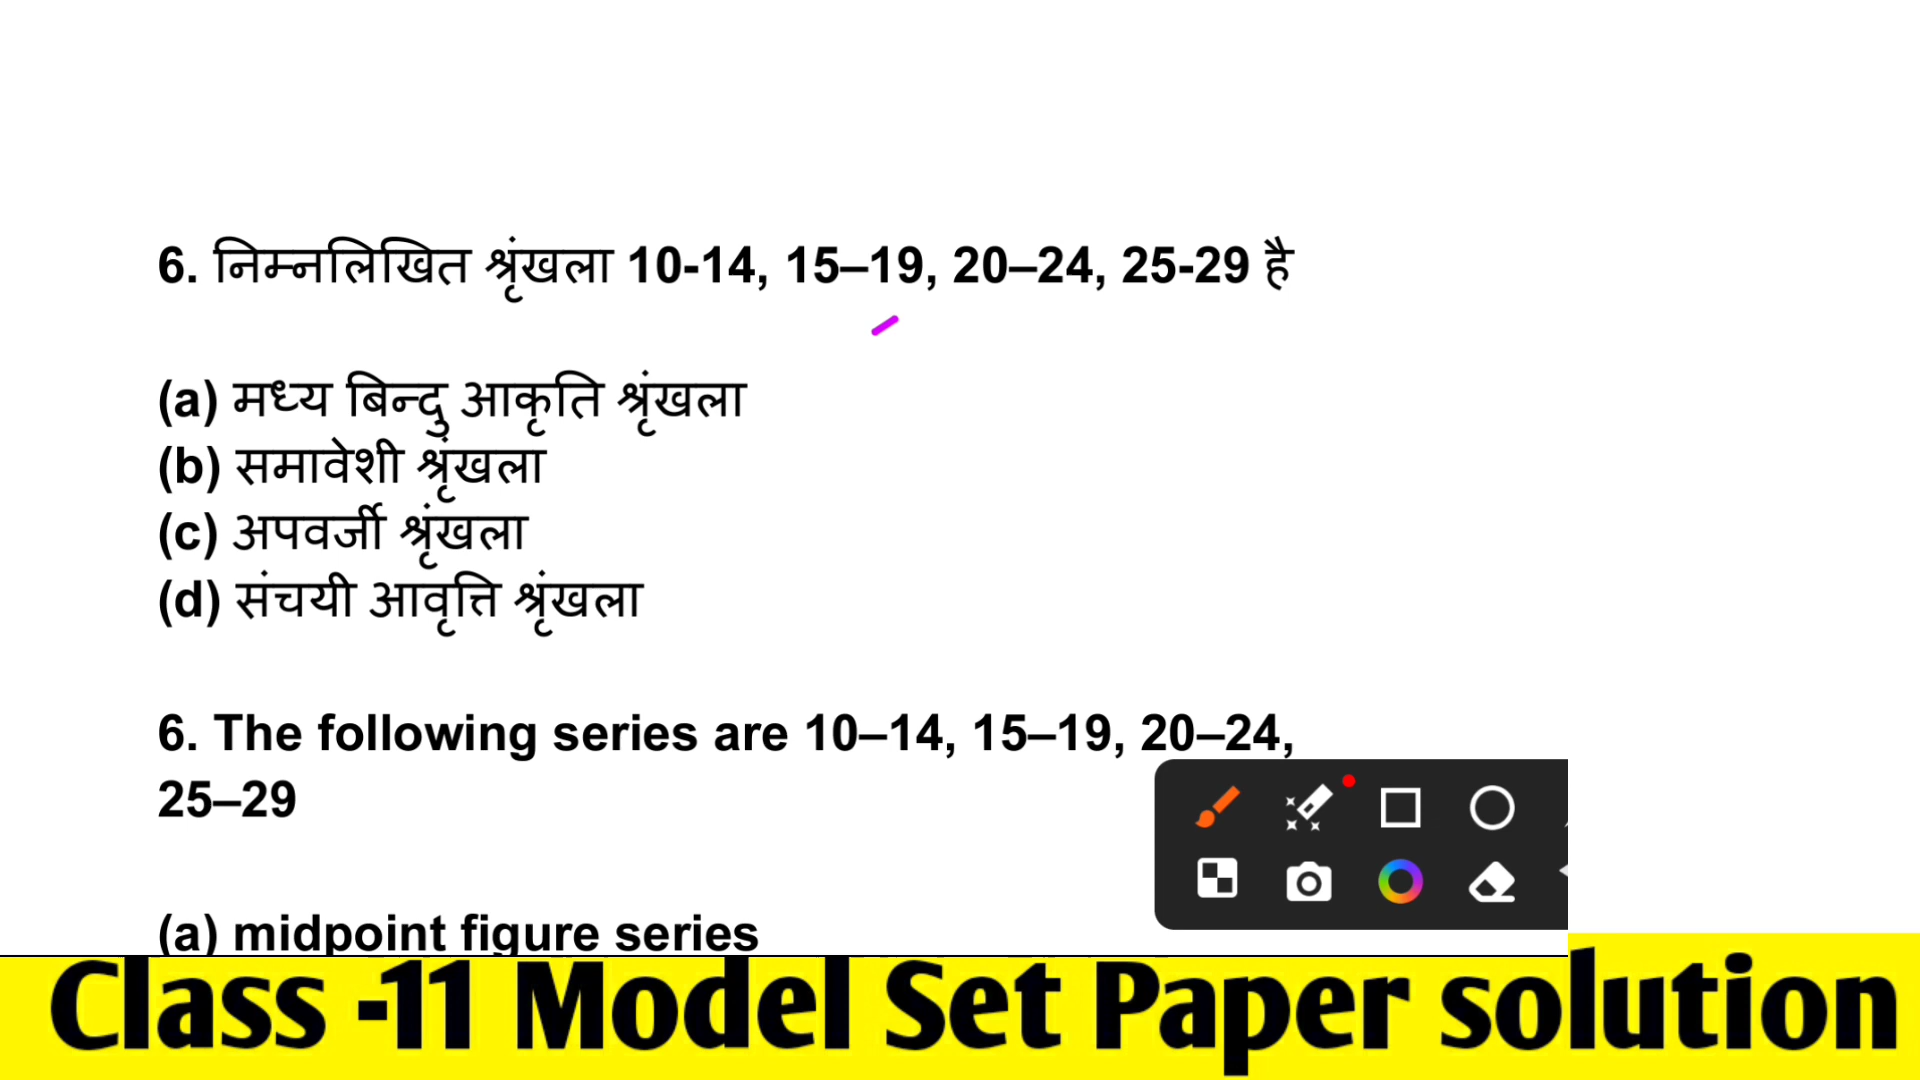 6. निम्नलिखित श्रृंखला 10-14, 15–19, 20–24, 25-29 है
(a) मध्य बिन्दु आकृति श्रृंखला
(b) समावेशी श्रृंखला
(c) अपवर्जी श्रृंखला
(d) संचयी आवृत्ति श्रृंखला
6. The following series are 10–14, 15–19, 20–24,
25–29
(a) midpoint figure series
Class -11 Model Set Paper solution